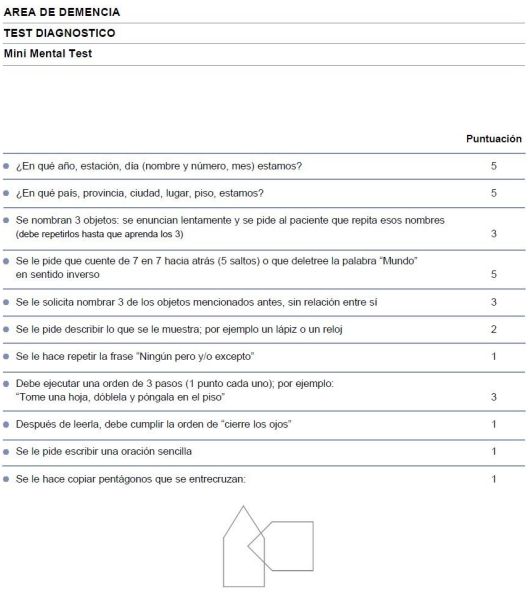 AREA DE DEMENCIA
TEST DIAGNOSTICO
Mini Mental Test
Puntuación
¿En qué año, estación, día (nombre y número, mes) estamos? 5
¿En qué país, provincia, ciudad, lugar, piso, estamos? 5
Se nombran 3 objetos: se enuncian lentamente y se pide al paciente que repita esos nombres
(debe repetirlos hasta que aprenda los 3) 3
Se le pide que cuente de 7 en 7 hacia atrás (5 saltos) o que deletree la palabra “Mundo”
en sentido inverso 5
Se le solicita nombrar 3 de los objetos mencionados antes, sin relación entre sí 3
Se le pide describir lo que se le muestra; por ejemplo un lápiz o un reloj 2
Se le hace repetir la frase “Ningún pero y/o excepto” 1
Debe ejecutar una orden de 3 pasos (1 punto cada uno); por ejemplo:
“Tome una hoja, dóblela y póngala en el piso” 3
Después de leerla, debe cumplir la orden de “cierre los ojos” 1
Se le pide escribir una oración sencilla 1
Se le hace copiar pentágonos que se entrecruzan: 1